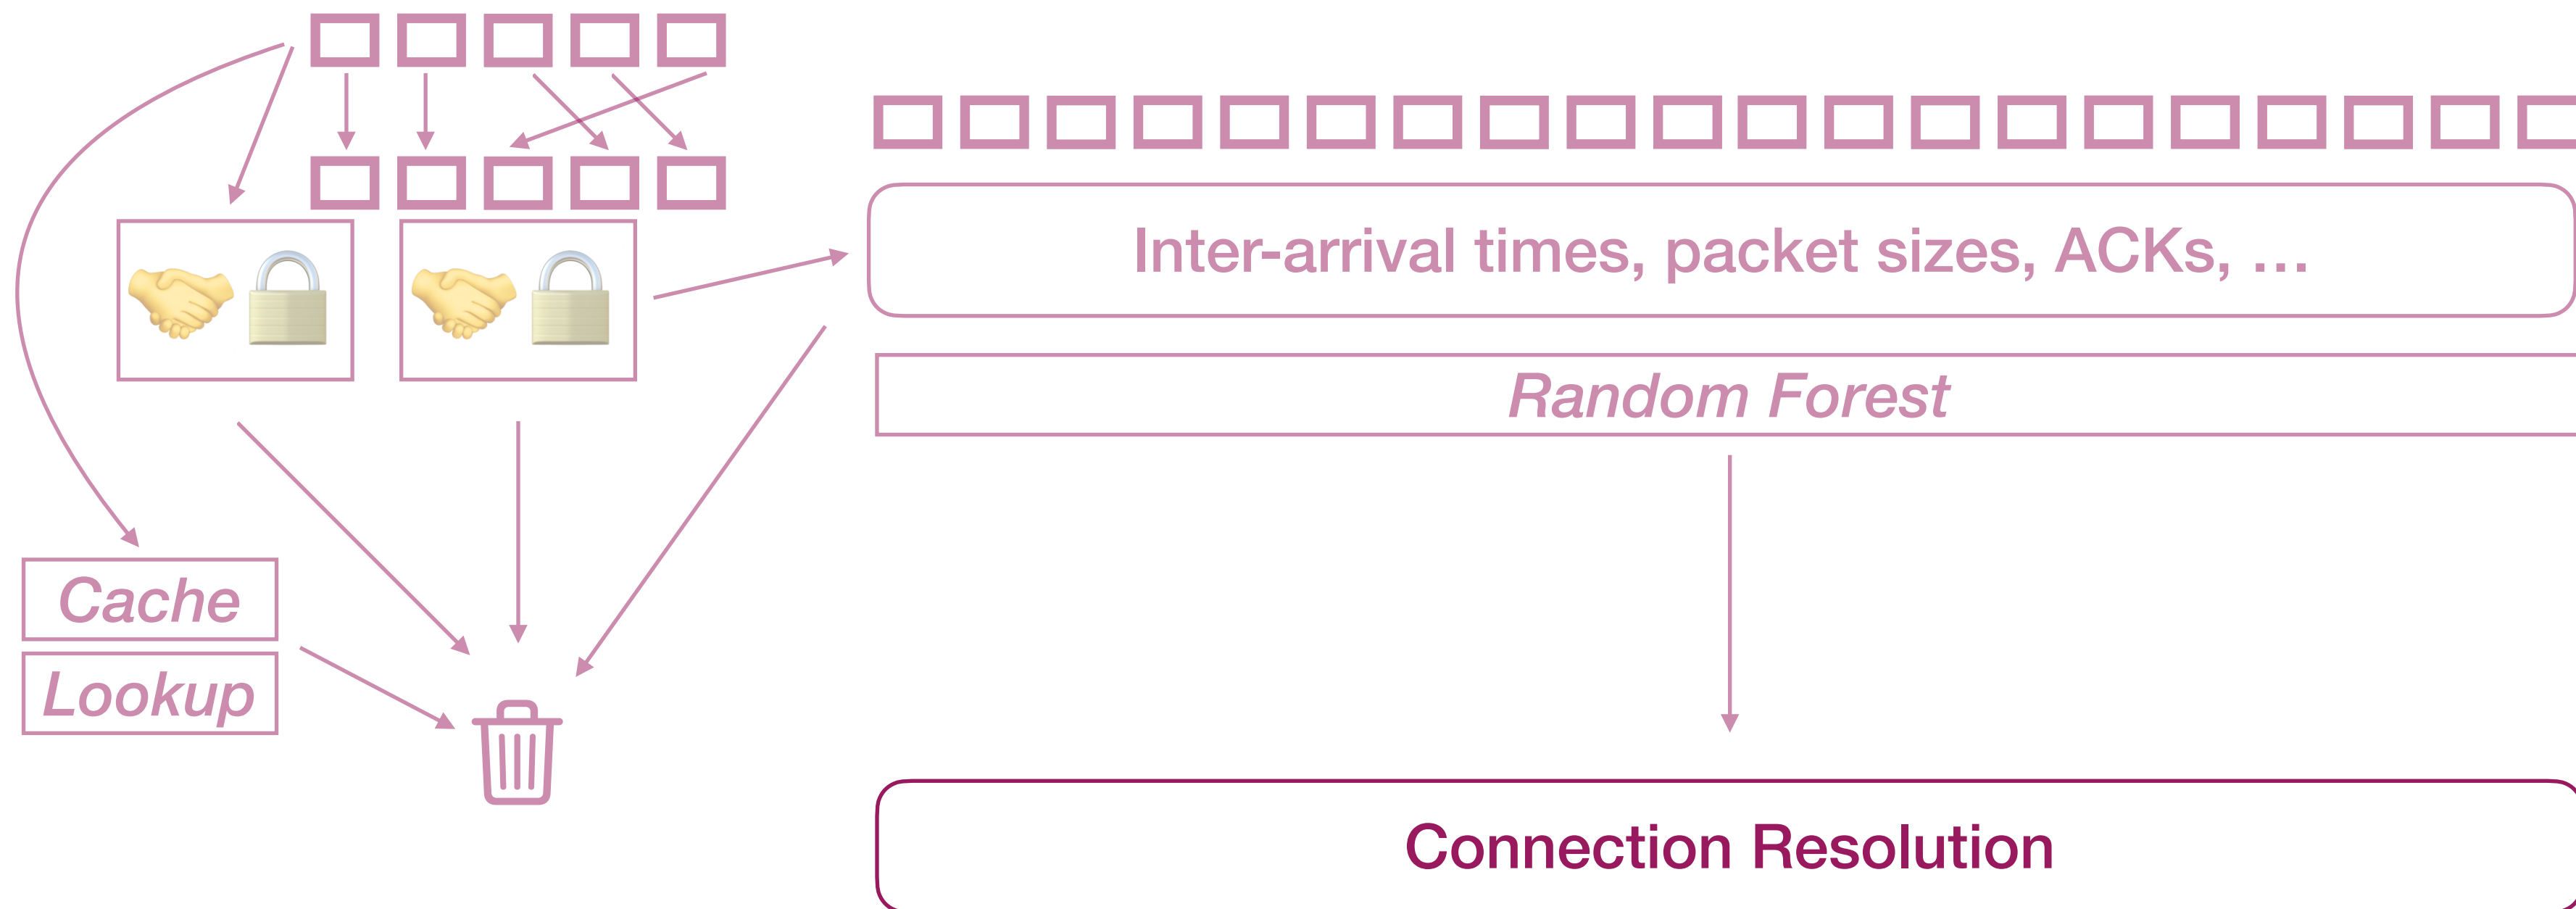 Inter-arrival times, packet sizes, ACKs, …
Random Forest
Cache
Lookup
Connection Resolution